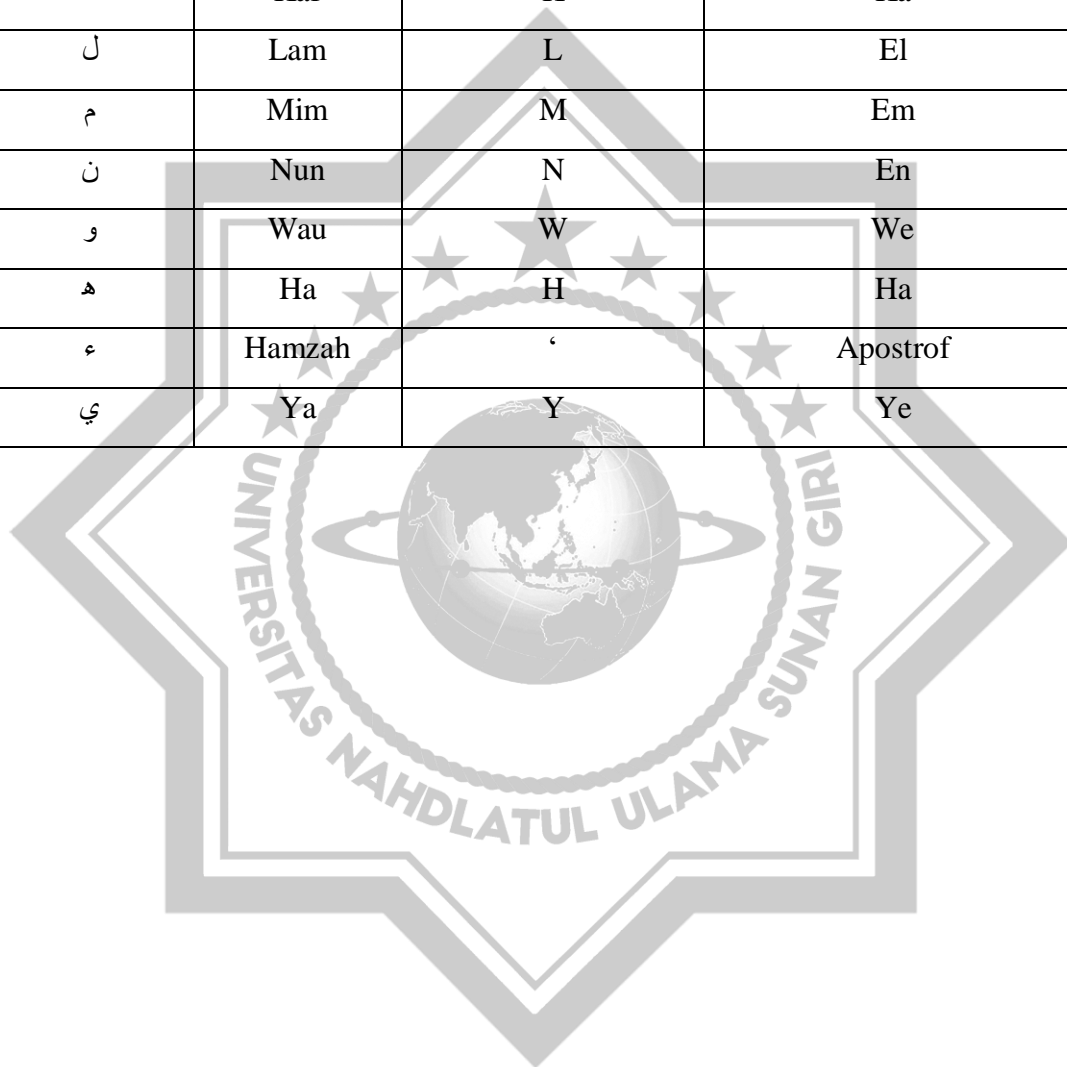 ل Lam L El
م Mim M Em
ن Nun N En
و Wau W We
ه Ha H Ha
ء Hamzah ‘ Apostrof
ي Ya Y Ye
UNIVERSITAS NAHDLATUL ULAMA SUNAN GIRI